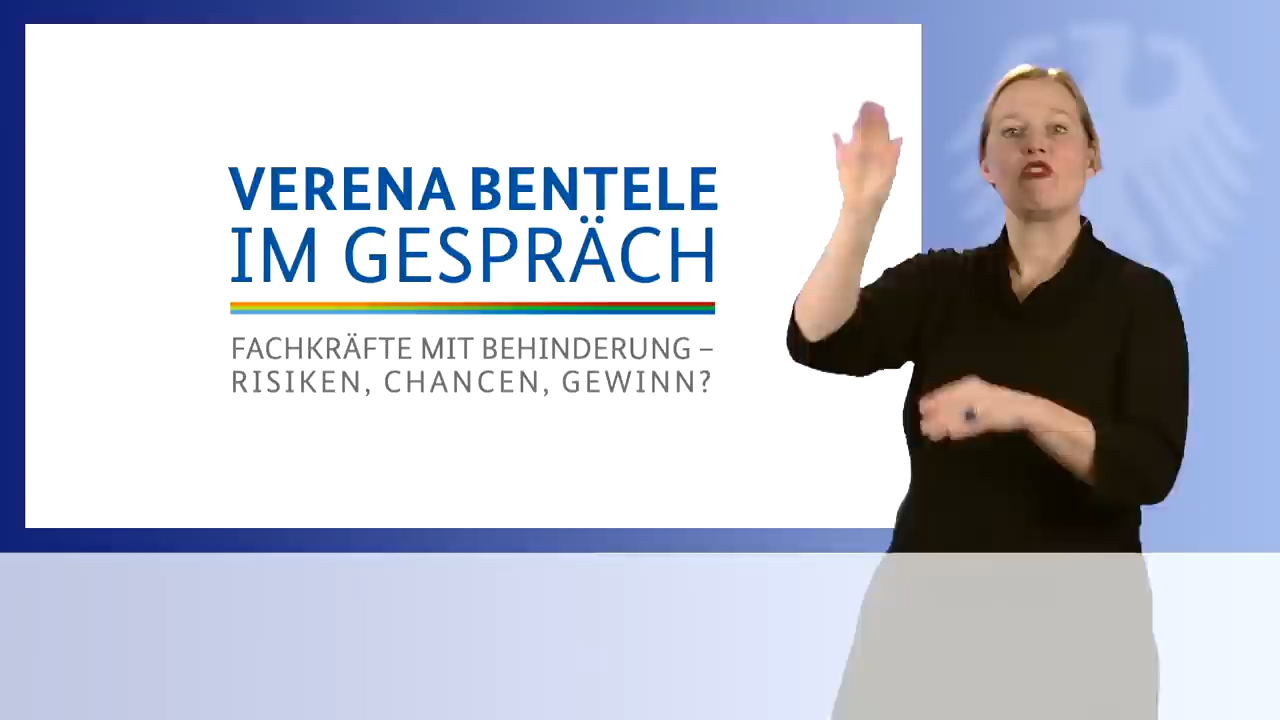 VERENA BENTELE
IM GESPRÄCH
FACHKRÄFTE MIT BEHINDERUNG –
RISIKEN, CHANCEN, GEWINN?